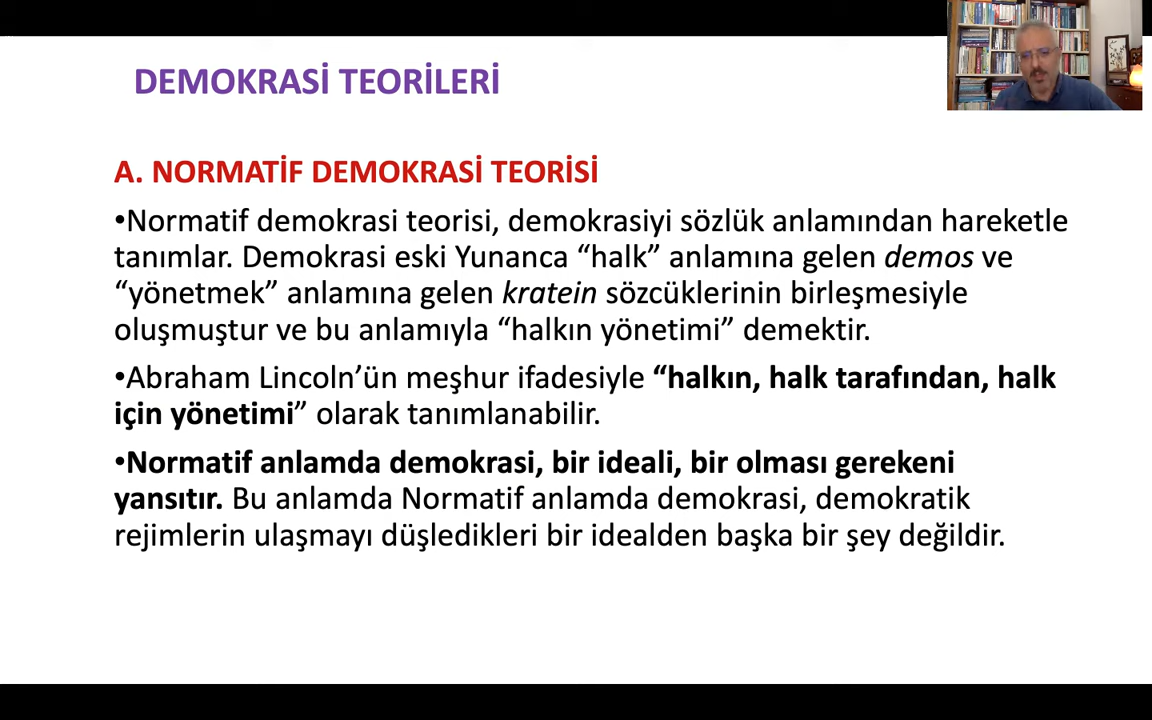 DEMOKRASİ TEORİLERİ
A. NORMATİF DEMOKRASİ TEORİSİ
•Normatif demokrasi teorisi, demokrasiyi sözlük anlamından hareketle
tanımlar. Demokrasi eski Yunanca “halk” anlamına gelen demos ve
“yönetmek” anlamına gelen kratein sözcüklerinin birleşmesiyle
oluşmuştur ve bu anlamıyla “halkın yönetimi” demektir.
•Abraham Lincoln’ün meşhur ifadesiyle “halkın, halk tarafından, halk
için yönetimi” olarak tanımlanabilir.
•Normatif anlamda demokrasi, bir ideali, bir olması gerekeni
yansıtır. Bu anlamda Normatif anlamda demokrasi, demokratik
rejimlerin ulaşmayı düşledikleri bir idealden başka bir şey değildir.